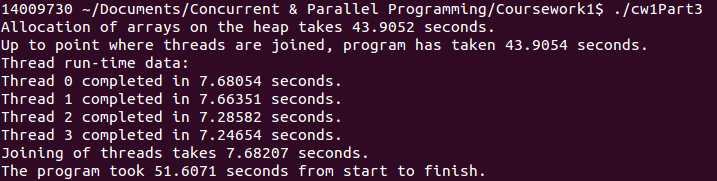 14009730 ~/Documents/Concurrent & Parallel Programming/Coursework1$ ./cw1Part3
Allocation of arrays on the heap takes 43.9052 seconds.
Up to point where threads are joined, program has taken 43.9054 seconds.
Thread run-time data:
Thread 0 completed in 7.68054 seconds.
Thread 1 completed in 7.66351 seconds.
Thread 2 completed in 7.28582 seconds.
Thread 3 completed in 7.24654 seconds.
Joining of threads takes 7.68207 seconds.
The program took 51.6071 seconds from start to finish.